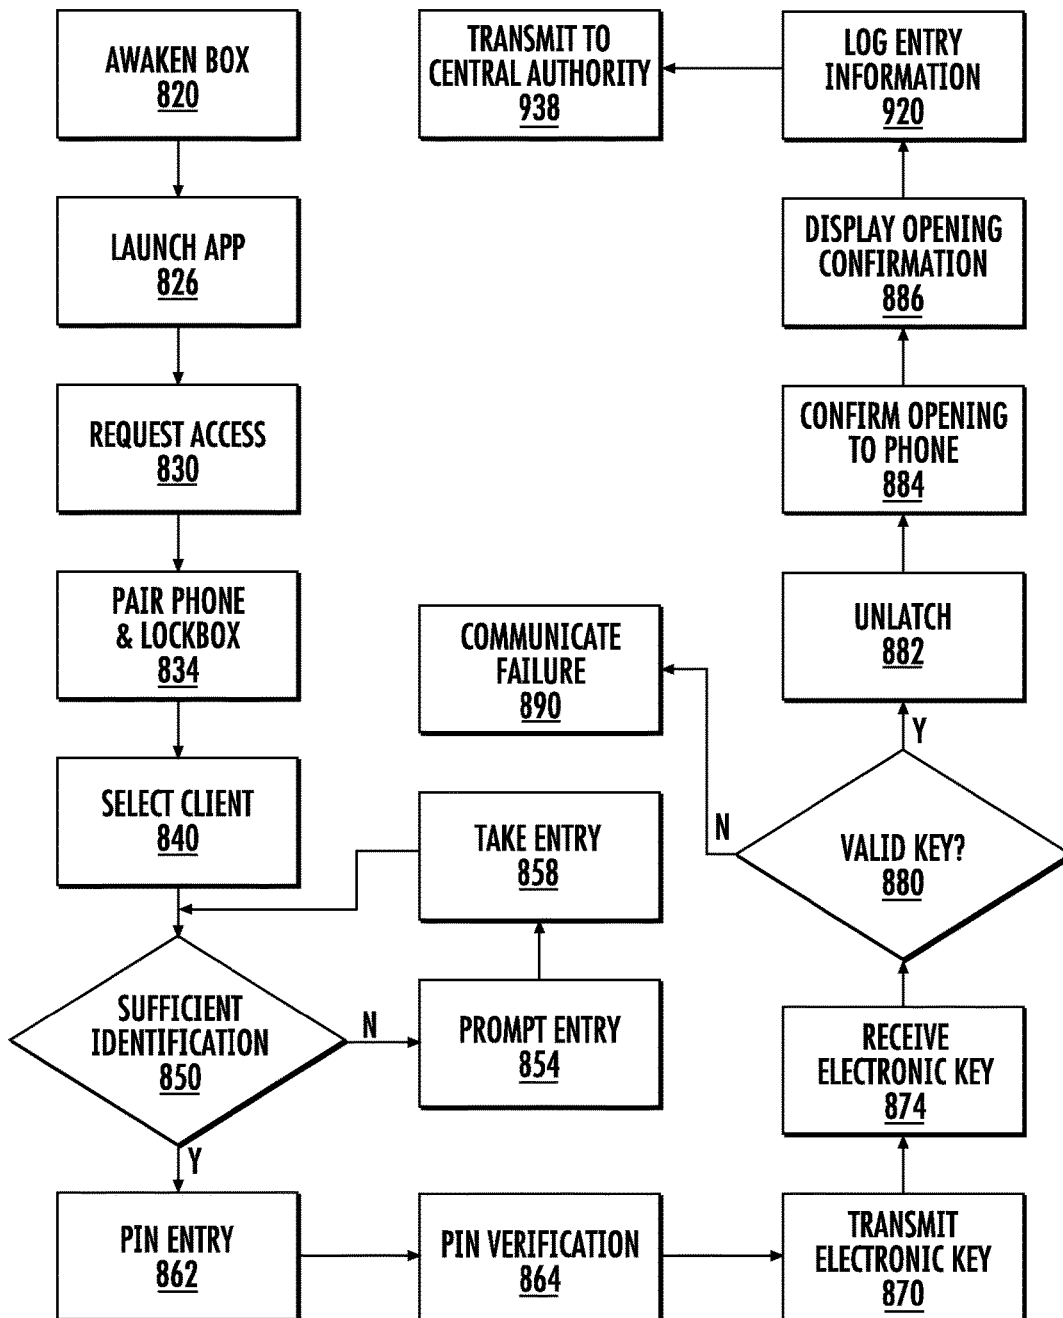 AWAKEN BOX
820
LAUNCH APP
826
REQUEST ACCESS
830
PAIR PHONE
& LOCKBOX
834
SELECT CLIENT
840
SUFFICIENT
IDENTIFICATION
850
N
Y
PROMPT ENTRY
854
TAKE ENTRY
858
PIN ENTRY
862
PIN VERIFICATION
864
TRANSMIT
ELECTRONIC KEY
870
RECEIVE
ELECTRONIC KEY
874
VALID KEY?
880
N
Y
COMMUNICATE
FAILURE
890
UNLATCH
882
CONFIRM OPENING
TO PHONE
884
DISPLAY OPENING
CONFIRMATION
886
LOG ENTRY
INFORMATION
920
TRANSMIT TO
CENTRAL AUTHORITY
938